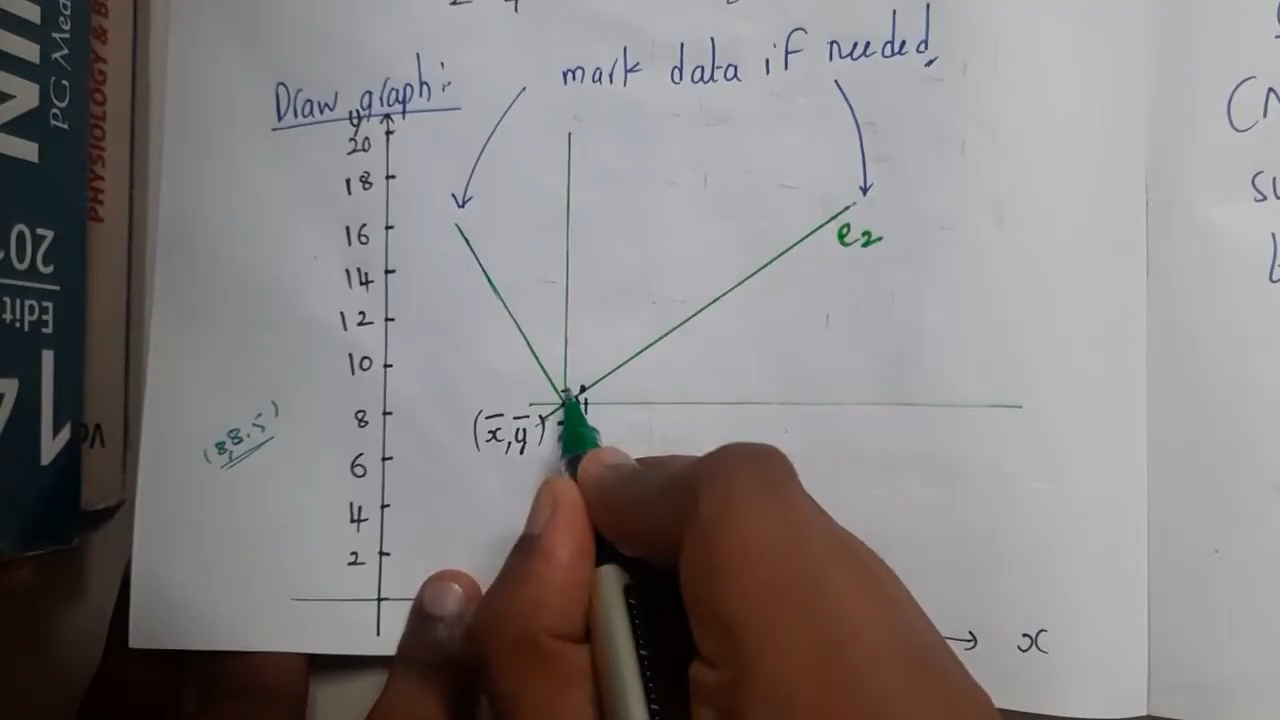 mark data if needed.
Draw graph:
y
20
18
16
14
12
10
8
6
4
2
e2
(x̅, y̅)
(8,8.5)
x
PG Med
PHYSIOLOGY & B
Edit